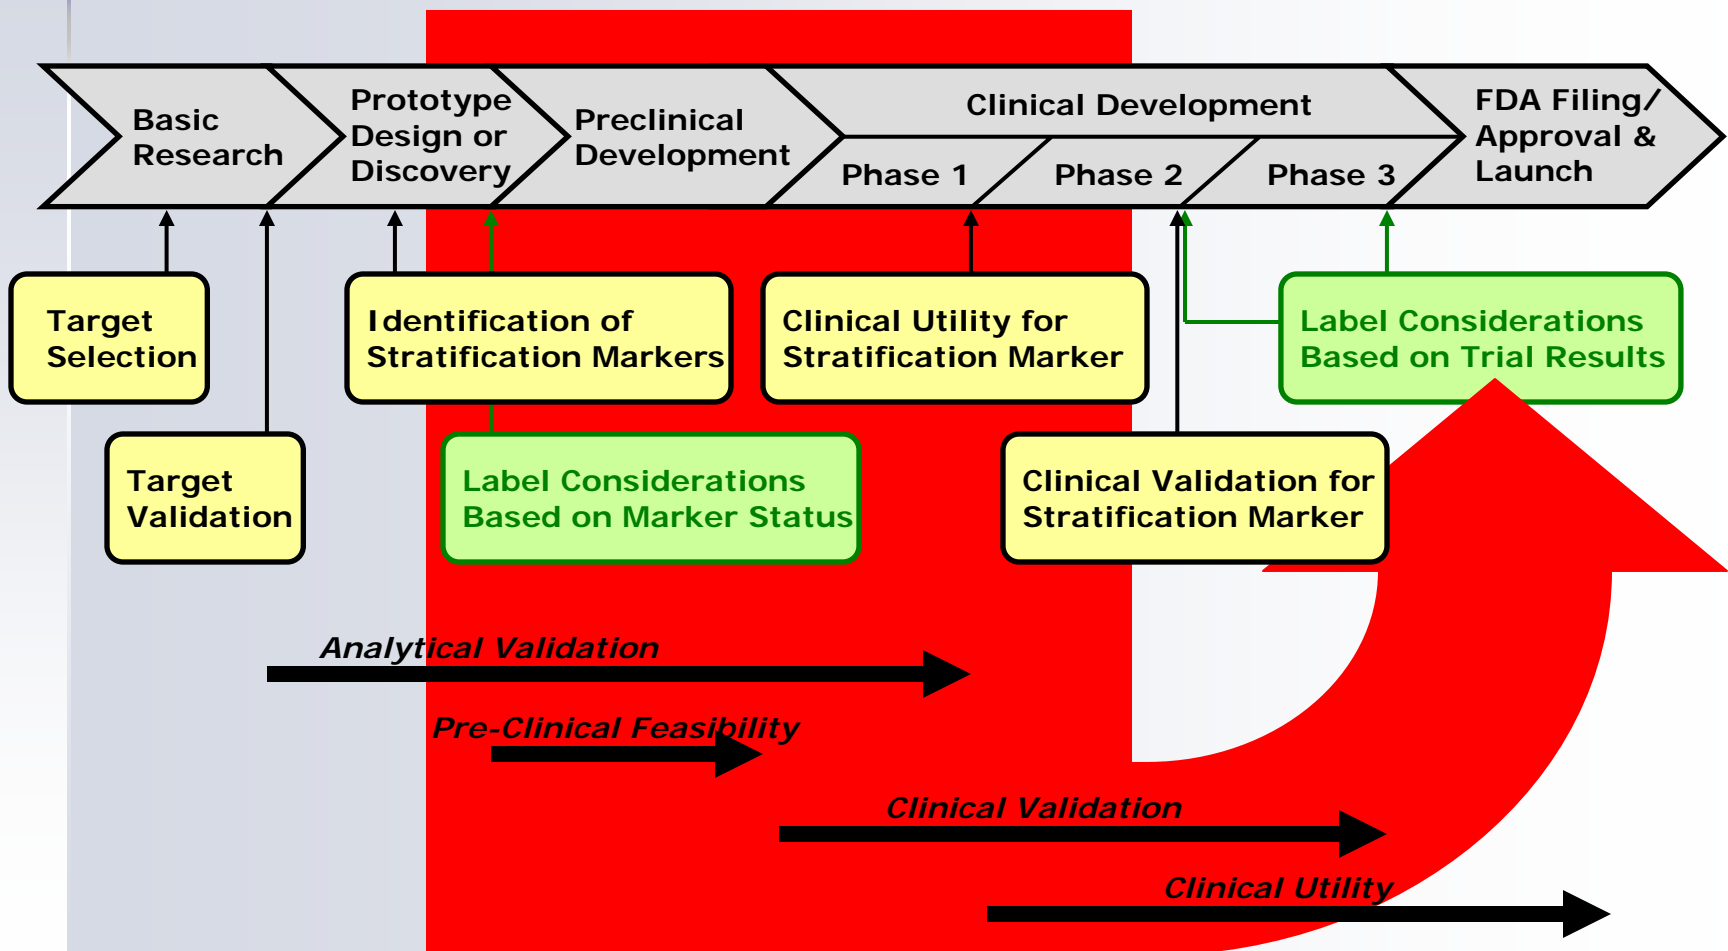 Basic
Research
Prototype
Design or
Discovery
Preclinical
Development
Clinical Development
Phase 1
Phase 2
Phase 3
FDA Filing/
Approval &
Launch
Target
Selection
Identification of
Stratification Markers
Clinical Utility for
Stratification Marker
Label Considerations
Based on Trial Results
Target
Validation
Label Considerations
Based on Marker Status
Clinical Validation for
Stratification Marker
Analytical Validation
Pre-Clinical Feasibility
Clinical Validation
Clinical Utility